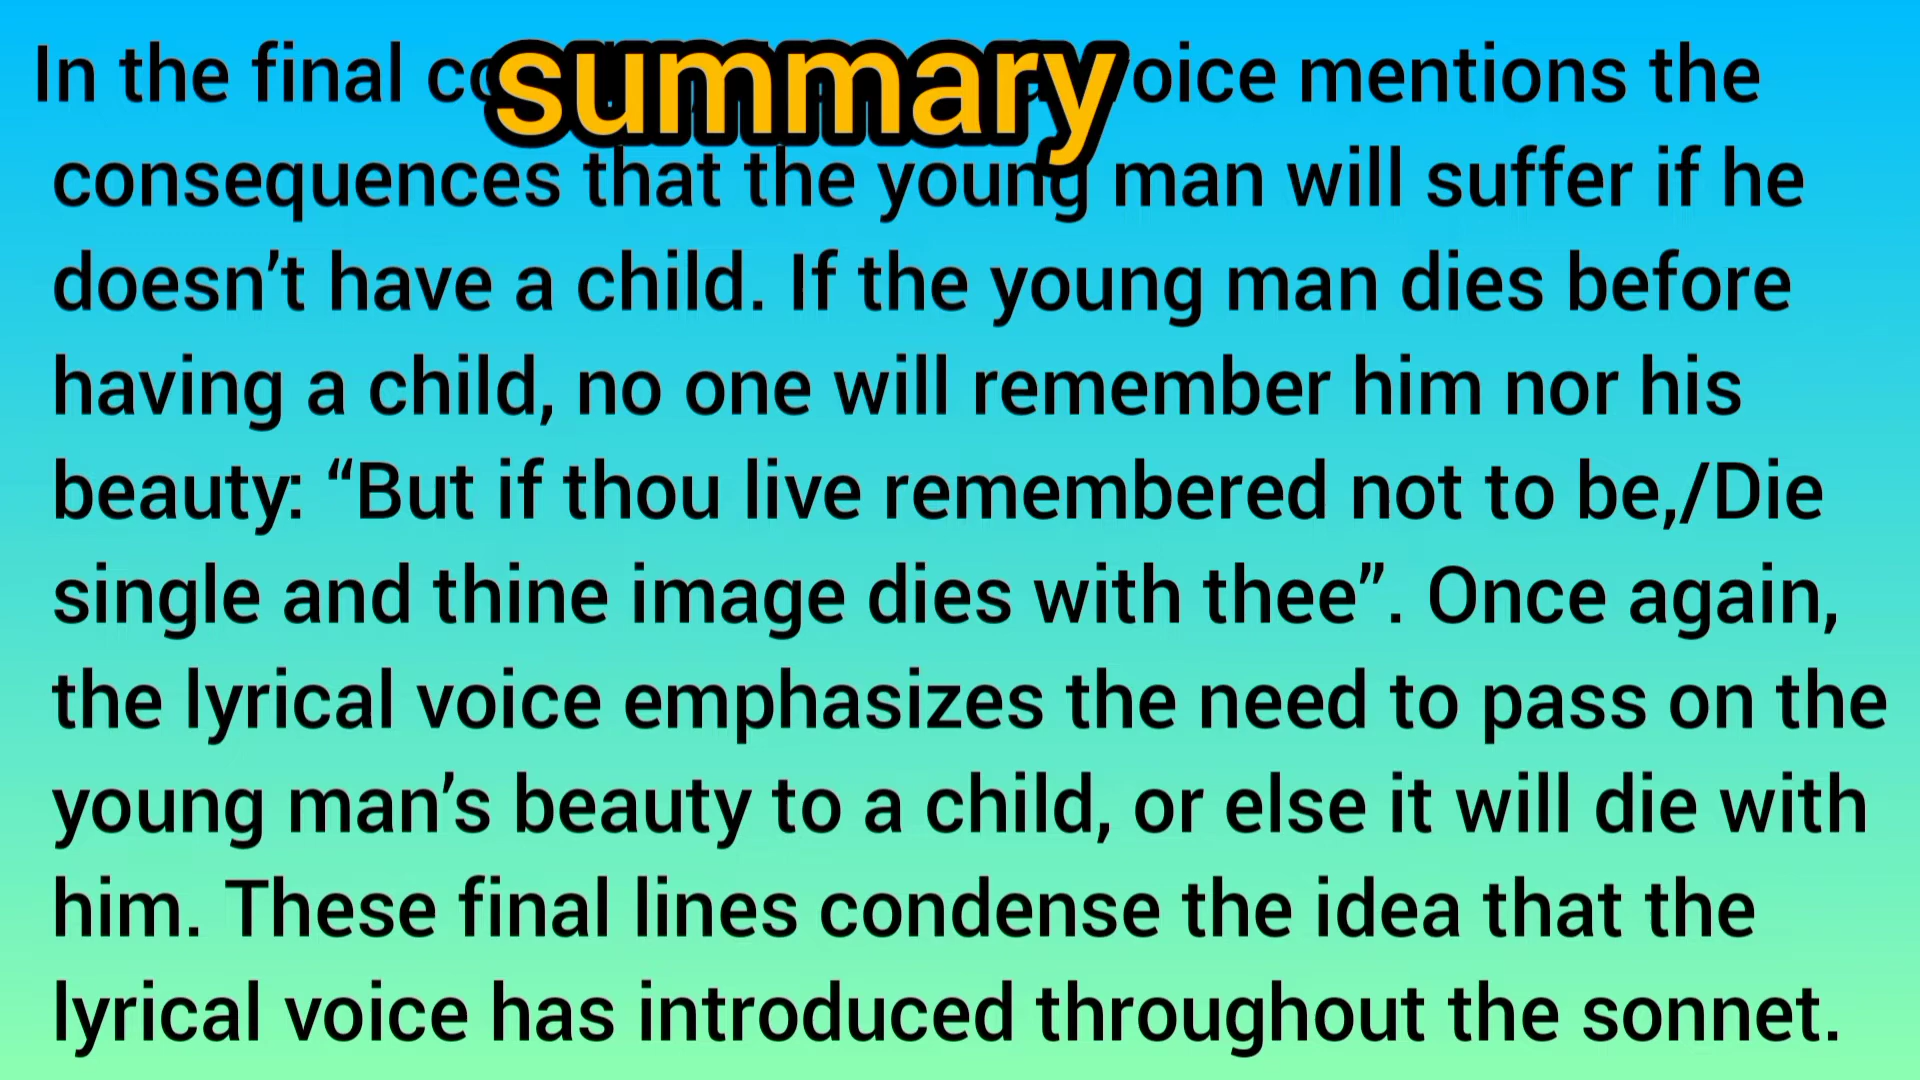 summary
In the final voice mentions the
consequences that the young man will suffer if he
doesn’t have a child. If the young man dies before
having a child, no one will remember him nor his
beauty: “But if thou live remembered not to be,/Die
single and thine image dies with thee”. Once again,
the lyrical voice emphasizes the need to pass on the
young man’s beauty to a child, or else it will die with
him. These final lines condense the idea that the
lyrical voice has introduced throughout the sonnet.